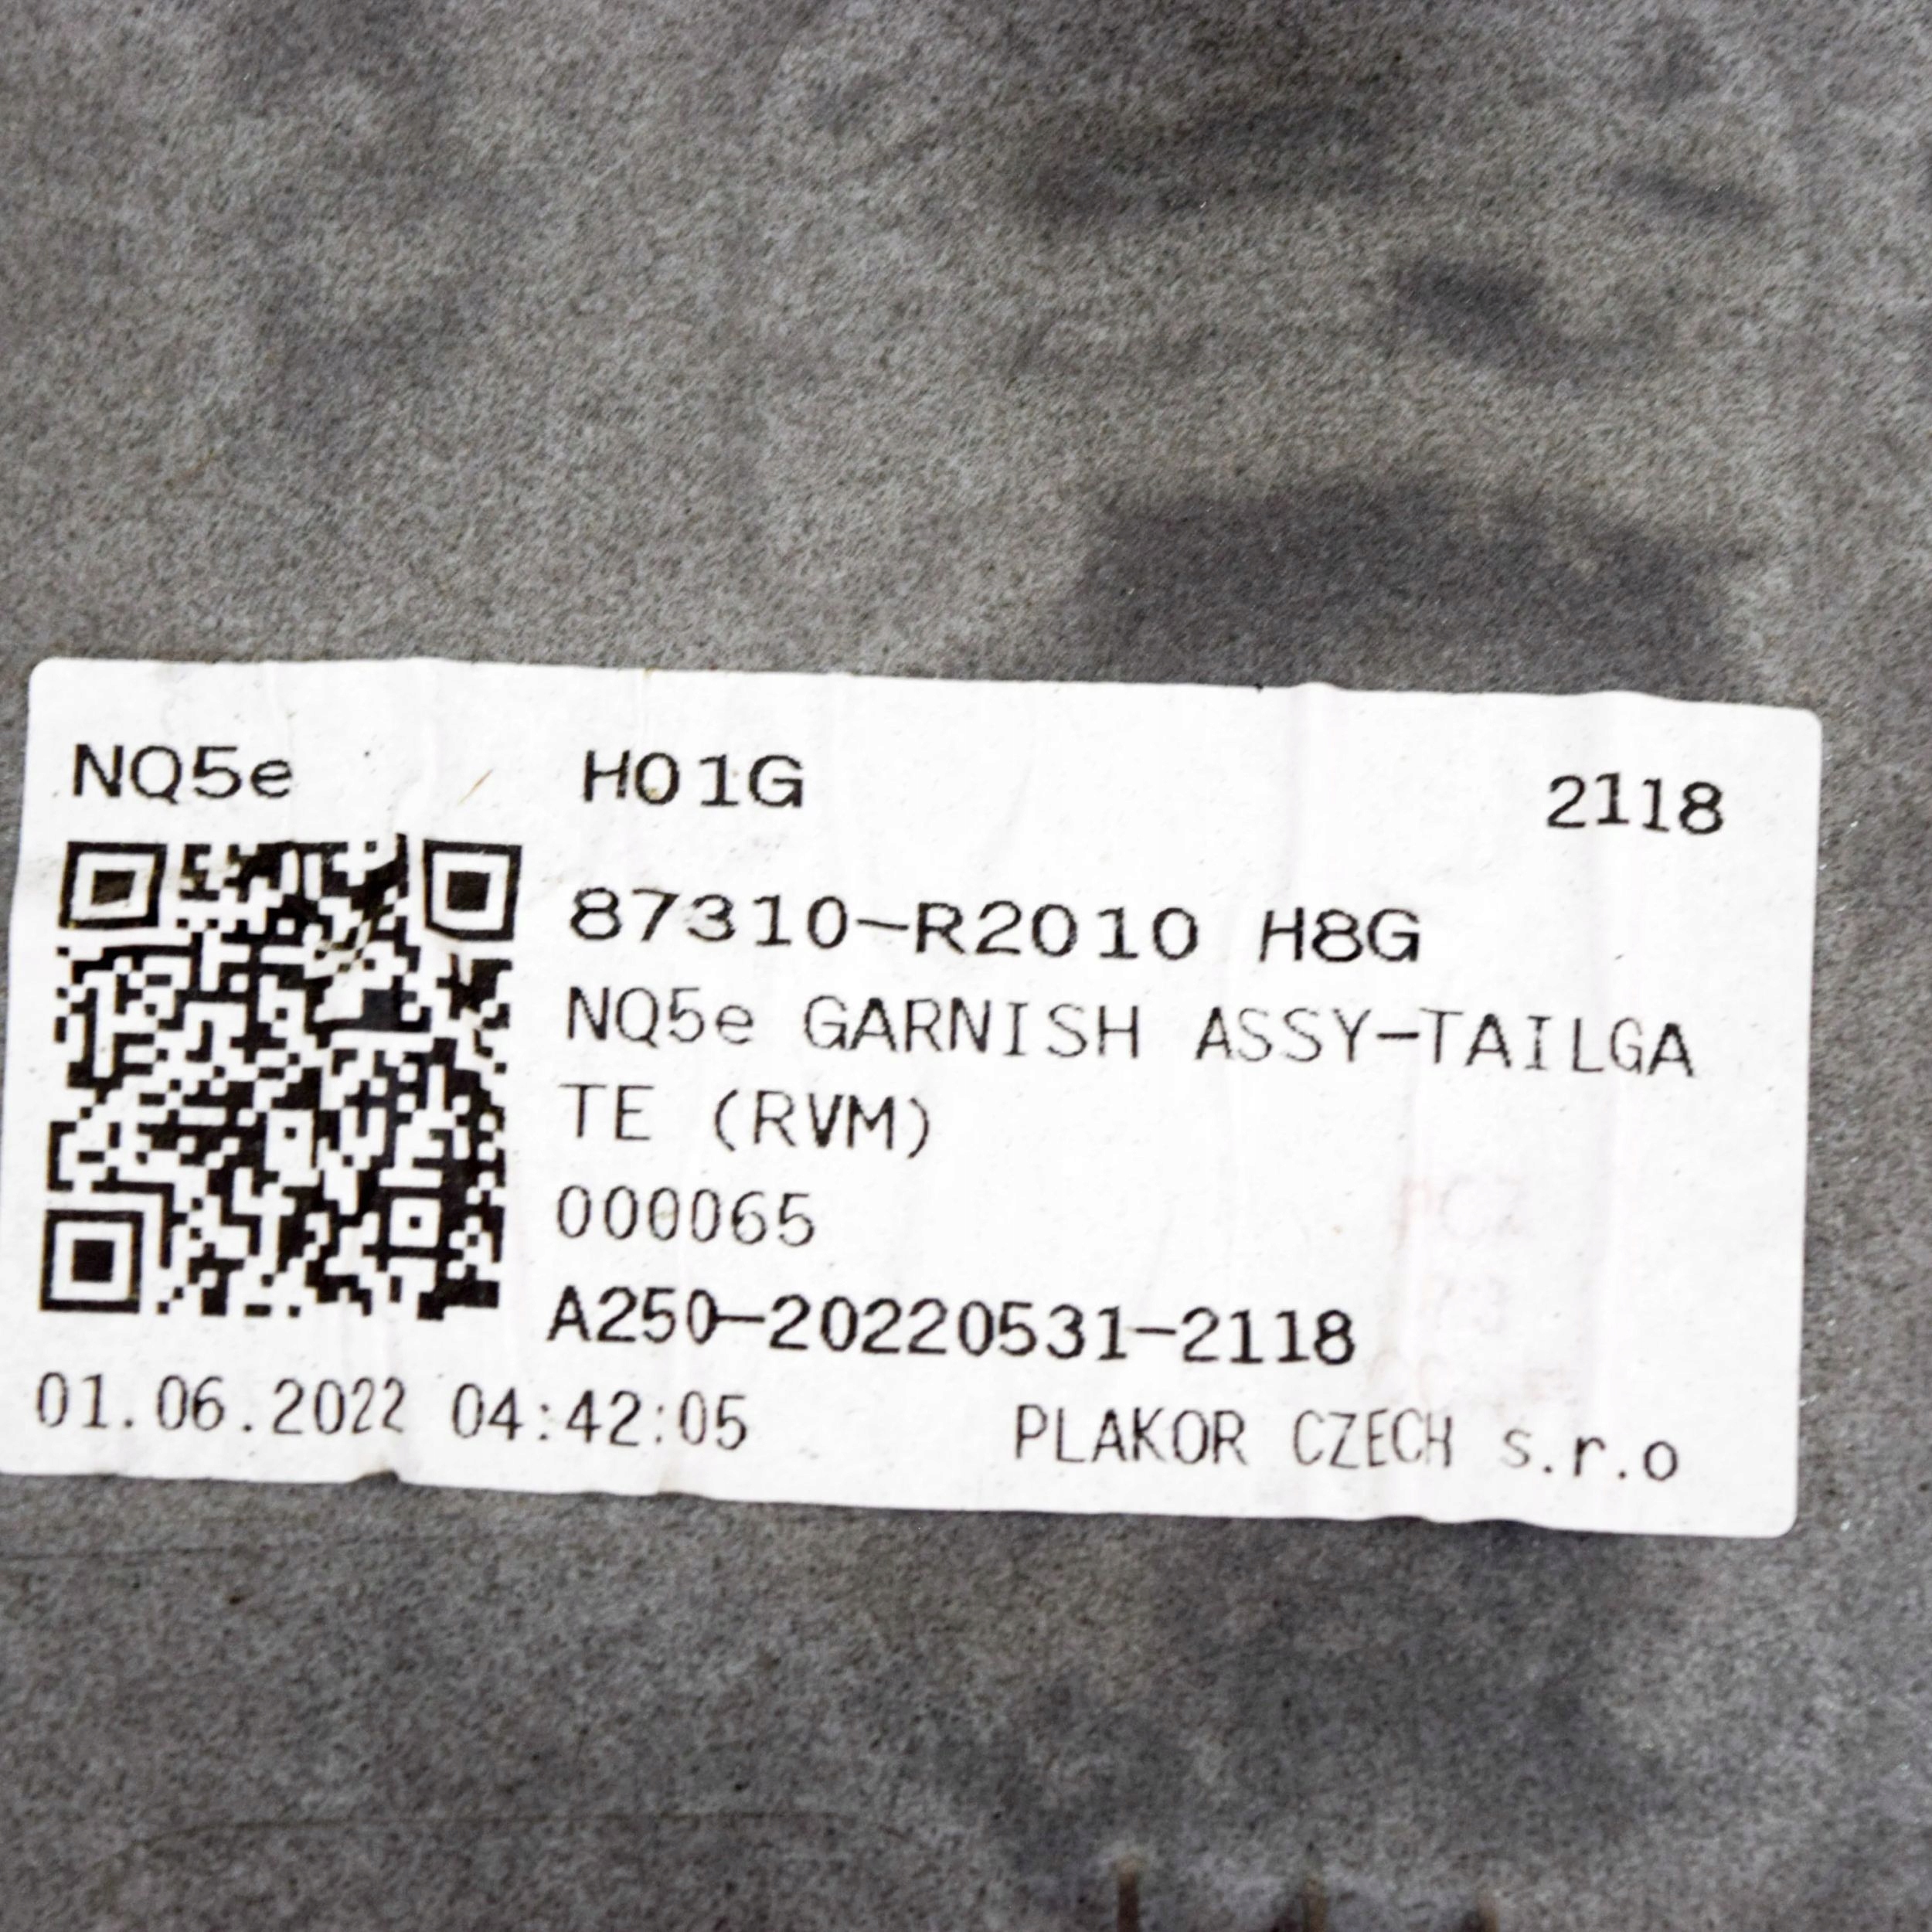 NQ5e H01G 2118
87310-R2010 H8G
NQ5e GARNISH ASSY-TAILGA
TE (RVM)
000065
A250-20220531-2118
01.06.2022 04:42:05 PLAKOR CZECH s.r.o